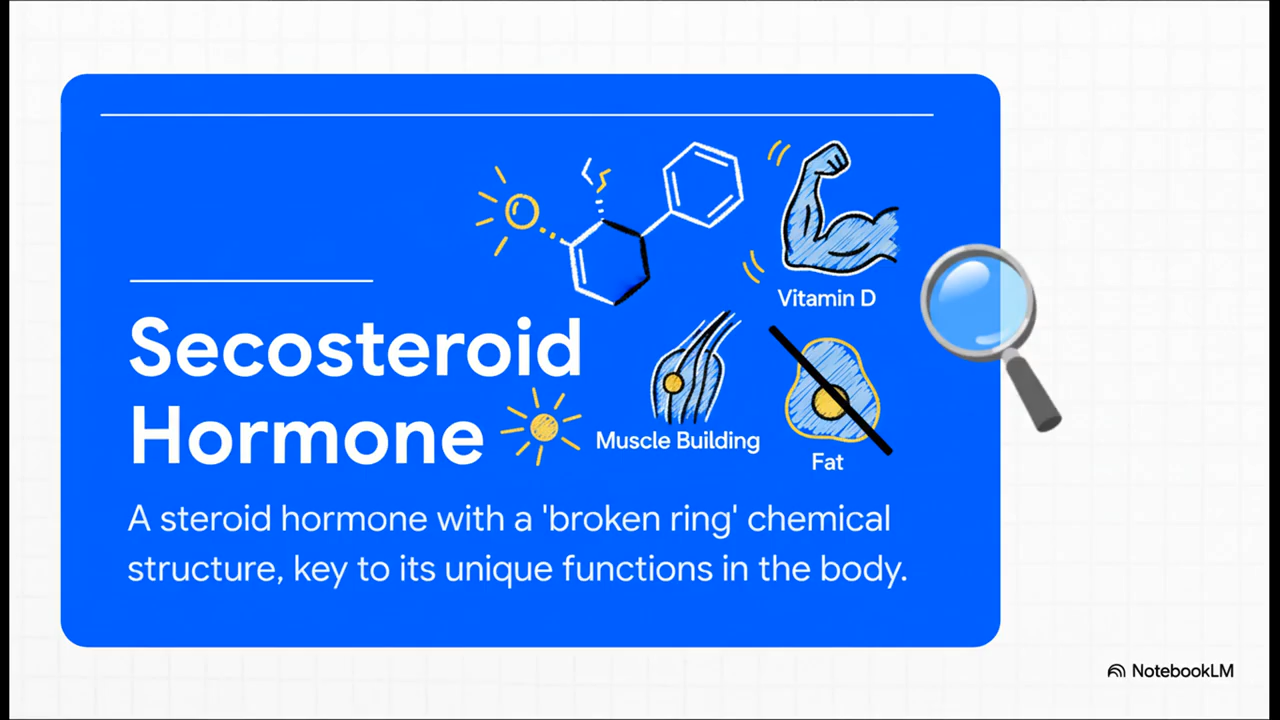 Vitamin D
Secosteroid
Hormone
Muscle Building
Fat
A steroid hormone with a 'broken ring' chemical
structure, key to its unique functions in the body.
NotebookLM